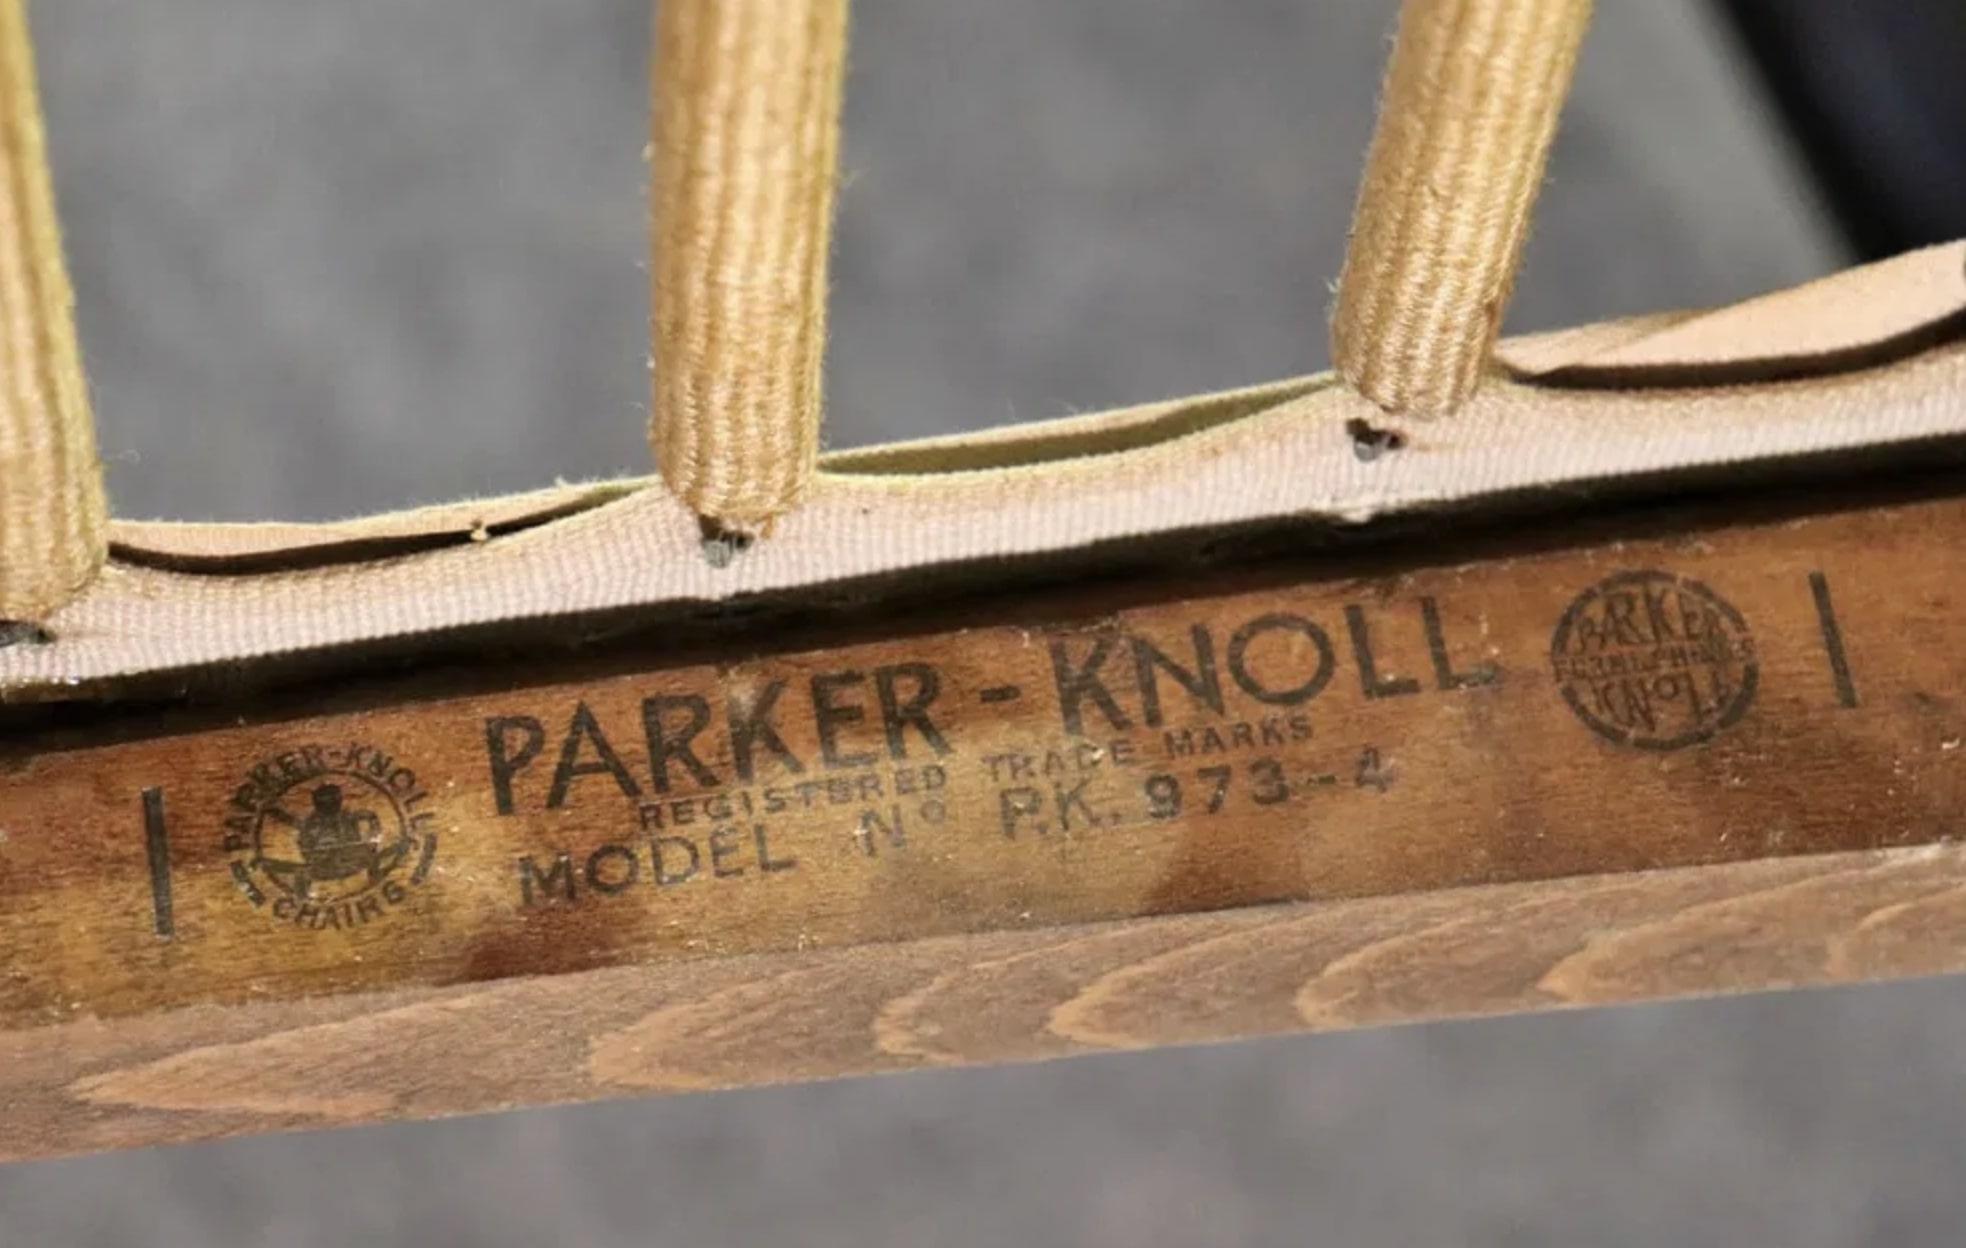 PARKER-KNOLL
CHAIRS
PARKER-KNOLL
REGISTERED TRADE MARKS
MODEL Nº P.K. 973-4
PARKER
KNOLL